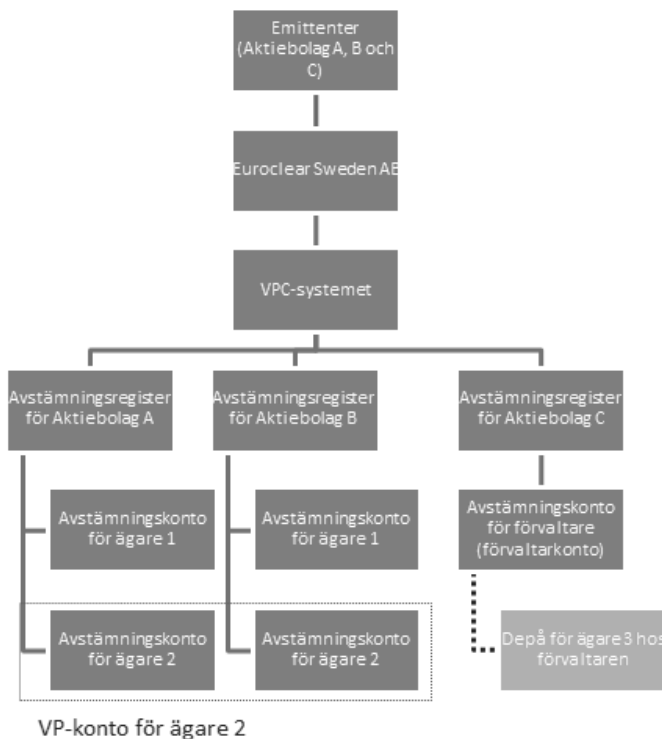 Emittenter
(Aktiebolag A, B och
C)
Euroclear Sweden AB
VPC-systemet
Avstämningsregister
för Aktiebolag A
Avstämningsregister
för Aktiebolag B
Avstämningsregister
för Aktiebolag C
Avstämningskonto
för ägare 1
Avstämningskonto
för ägare 1
Avstämningskonto
för förvaltare
(förvaltarkonto)
Avstämningskonto
för ägare 2
Avstämningskonto
för ägare 2
Depå för ägare 3 hos
förvaltaren
VP-konto för ägare 2